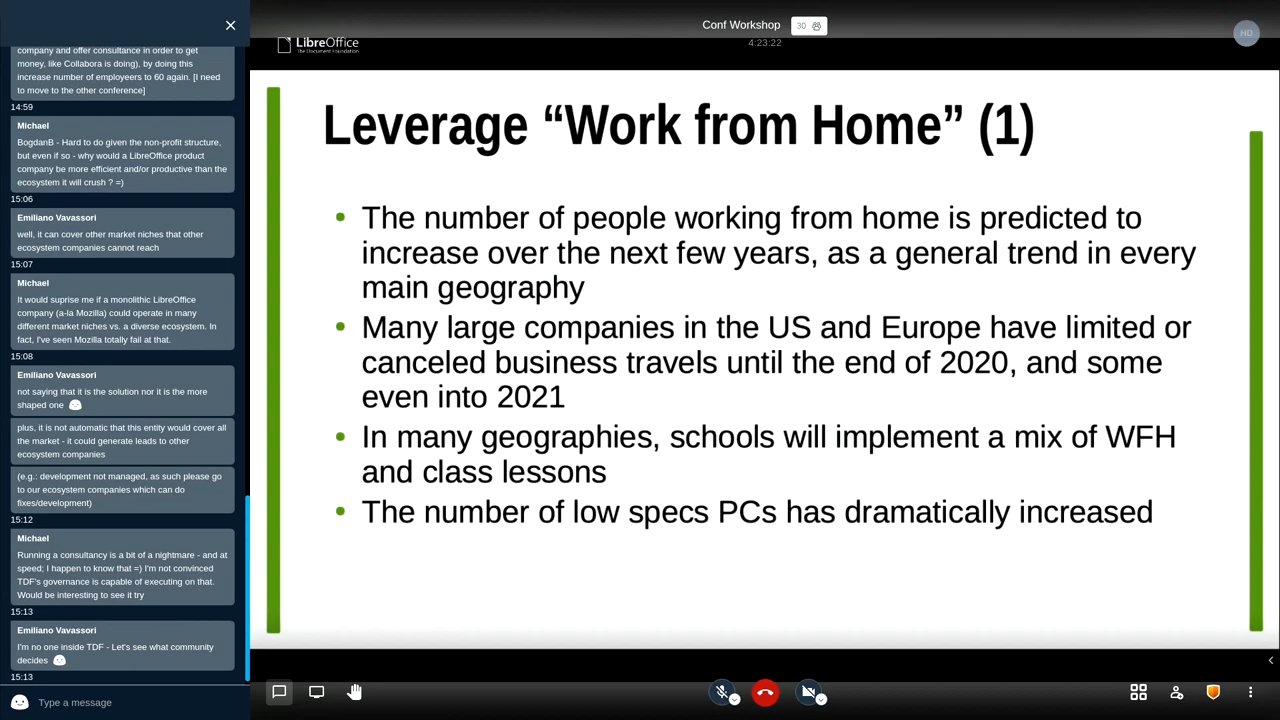 company and offer consultance in order to get
money, like Collabora is doing), by doing this
increase number of employeers to 60 again. [I need
to move to the other conference]
14:59
Michael
BogdanB - Hard to do given the non-profit structure,
but even if so - why would a LibreOffice product
company be more efficient and/or productive than the
ecosystem it will crush ? =)
15:06
Emiliano Vavassori
well, it can cover other market niches that other
ecosystem companies cannot reach
15:07
Michael
It would suprise me if a monolithic LibreOffice
company (a-la Mozilla) could operate in many
different market niches vs. a diverse ecosystem. In
fact, I've seen Mozilla totally fail at that.
15:08
Emiliano Vavassori
not saying that it is the solution nor it is the more
shaped one
plus, it is not automatic that this entity would cover all
the market - it could generate leads to other
ecosystem companies
(e.g.: development not managed, as such please go
to our ecosystem companies which can do
fixes/development)
15:12
Michael
Running a consultancy is a bit of a nightmare - and at
speed; I happen to know that =) I'm not convinced
TDF's governance is capable of executing on that.
Would be interesting to see it try
15:13
Emiliano Vavassori
I'm no one inside TDF - Let's see what community
decides
15:13
Type a message
Conf Workshop
30
4:23:22
HD
LibreOffice
The Document Foundation
Leverage “Work from Home” (1)
• The number of people working from home is predicted to
increase over the next few years, as a general trend in every
main geography
• Many large companies in the US and Europe have limited or
canceled business travels until the end of 2020, and some
even into 2021
• In many geographies, schools will implement a mix of WFH
and class lessons
• The number of low specs PCs has dramatically increased